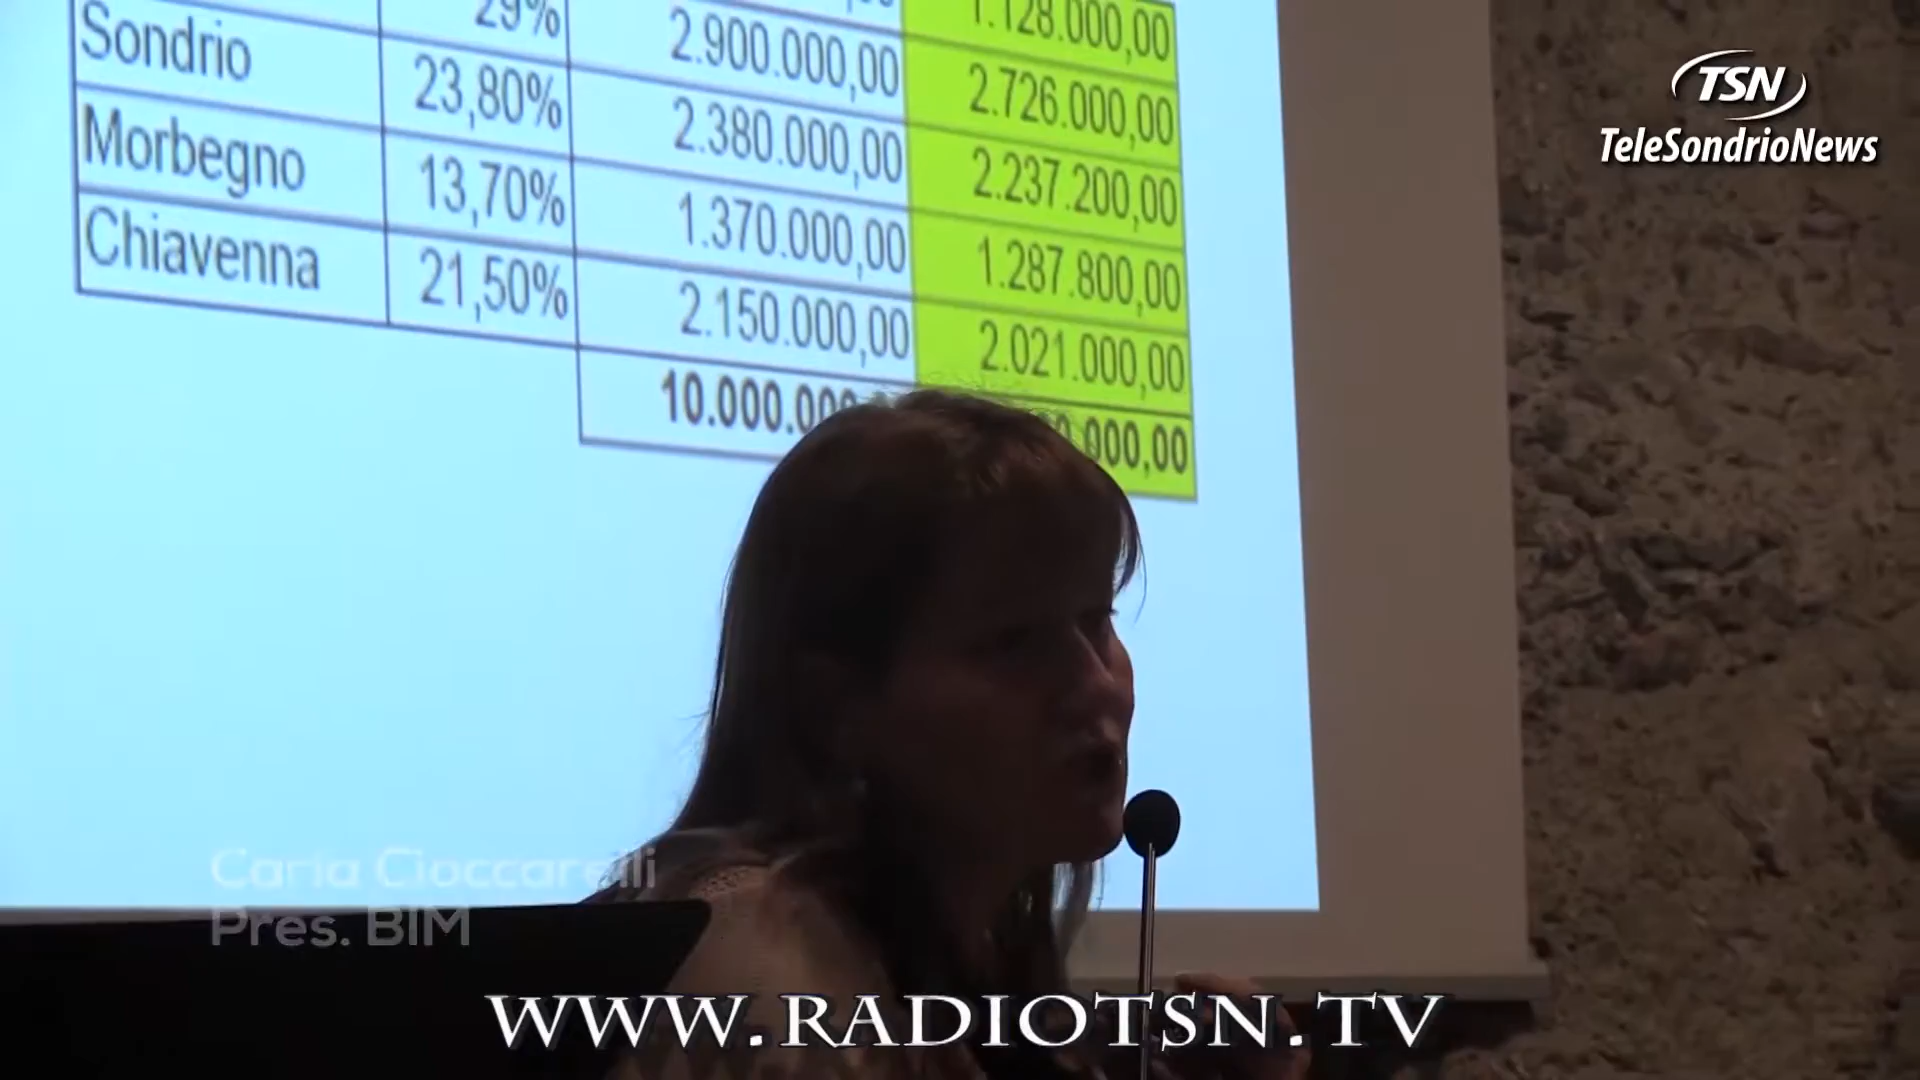 1.128.000,00
29% 2.900.000,00 2.726.000,00
Sondrio 23,80% 2.380.000,00 2.237.200,00
Morbegno 13,70% 1.370.000,00 1.287.800,00
Chiavenna 21,50% 2.150.000,00 2.021.000,00
TSN
TeleSondrioNews
Carla Cioccarelli
Pres. BIM
WWW.RADIOTSN.TV